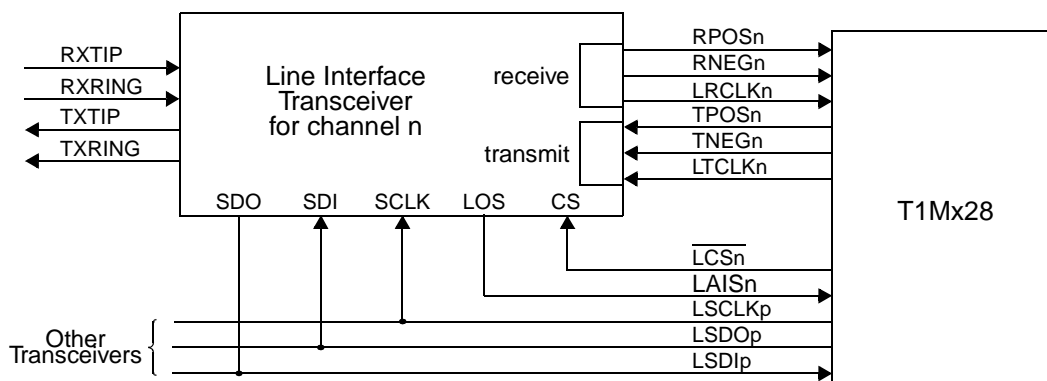 RXTIP
RXRING
TXTIP
TXRING
Line Interface
Transceiver
for channel n
receive
transmit
SDO
SDI
SCLK
LOS
CS
RPOSn
RNEGn
LRCLKn
TPOSn
TNEGn
LTCLKn
LCSn
LAISn
LSCLKp
LSDOp
LSDIp
T1Mx28
Other
Transceivers